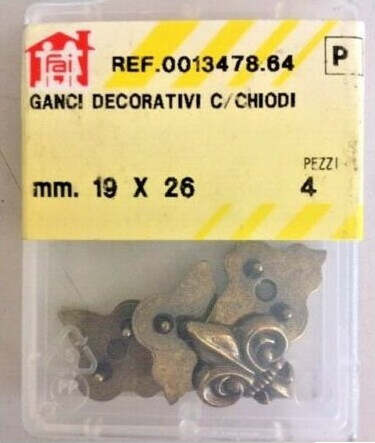 fai
REF.0013478.64
P
GANCI DECORATIVI C/CHIODI
PEZZI
mm. 19 X 26
4